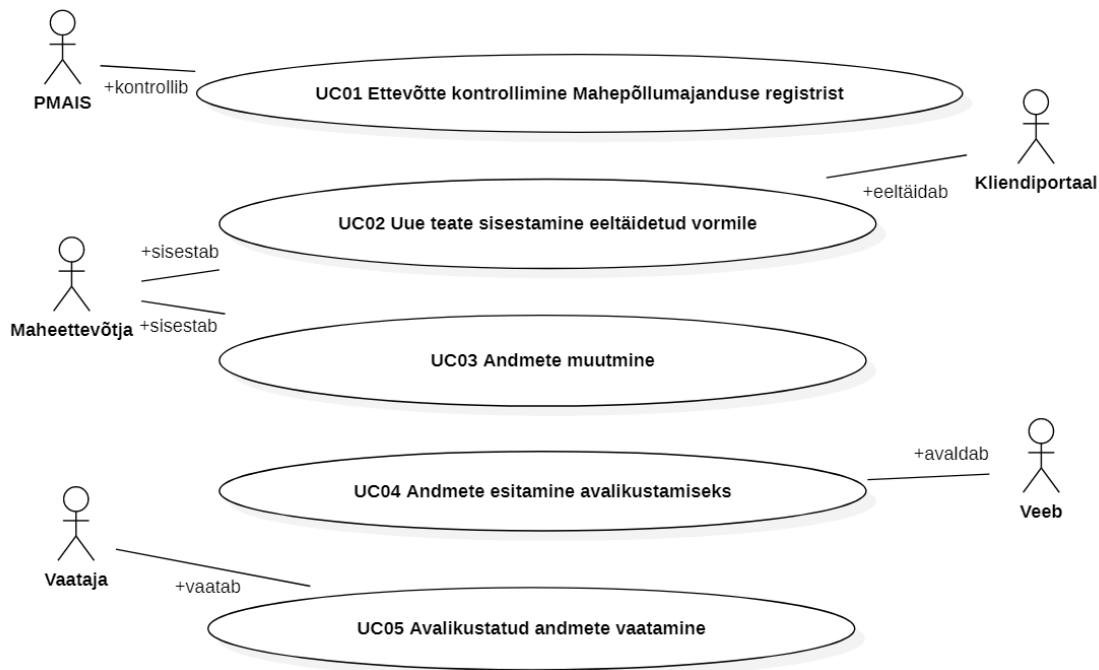 PMAIS
+kontrollib
UC01 Ettevõtte kontrollimine Mahepõllumajanduse registrist
Kliendiportaal
+eeltäidab
UC02 Uue teate sisestamine eeltäidetud vormile
+sisestab
Maheettevõtja
+sisestab
UC03 Andmete muutmine
+avaldab
UC04 Andmete esitamine avalikustamiseks
Veeb
Vaataja
+vaatab
UC05 Avalikustatud andmete vaatamine